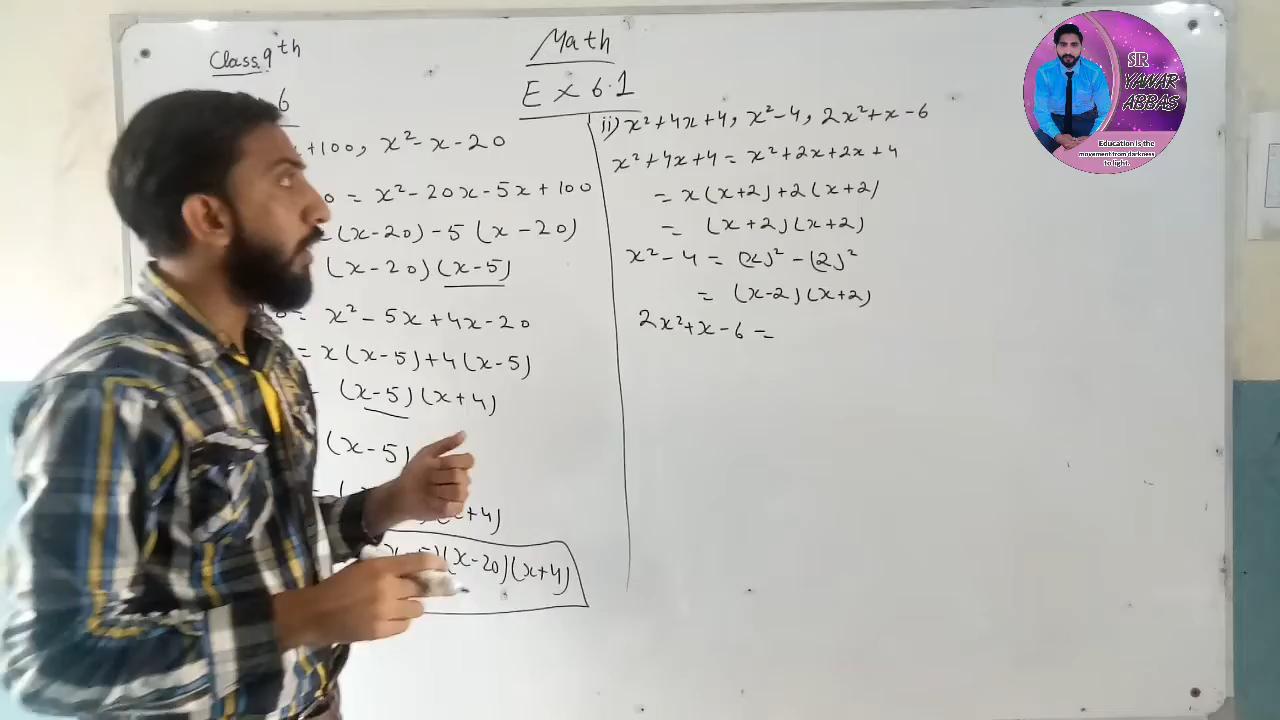 Class 9th
Math
Ex 6.1
6
x+100, x²-x-20
= x²-20x-5x+100
(x-20)-5(x-20)
(x-20)(x-5)
= x²-5x+4x-20
= x(x-5)+4(x-5)
(x-5)(x+4)
(x-5)
+4)
x-5)(x-20)(x+4)
ii) x²+4x+4, x²-4, 2x²+x-6
x²+4x+4 = x²+2x+2x+4
= x(x+2)+2(x+2)
= (x+2)(x+2)
x²-4 = (x)²-(2)²
= (x-2)(x+2)
2x²+x-6 =
SIR
YAWAR
ABBAS
Education is the
movement from darkness
to light.